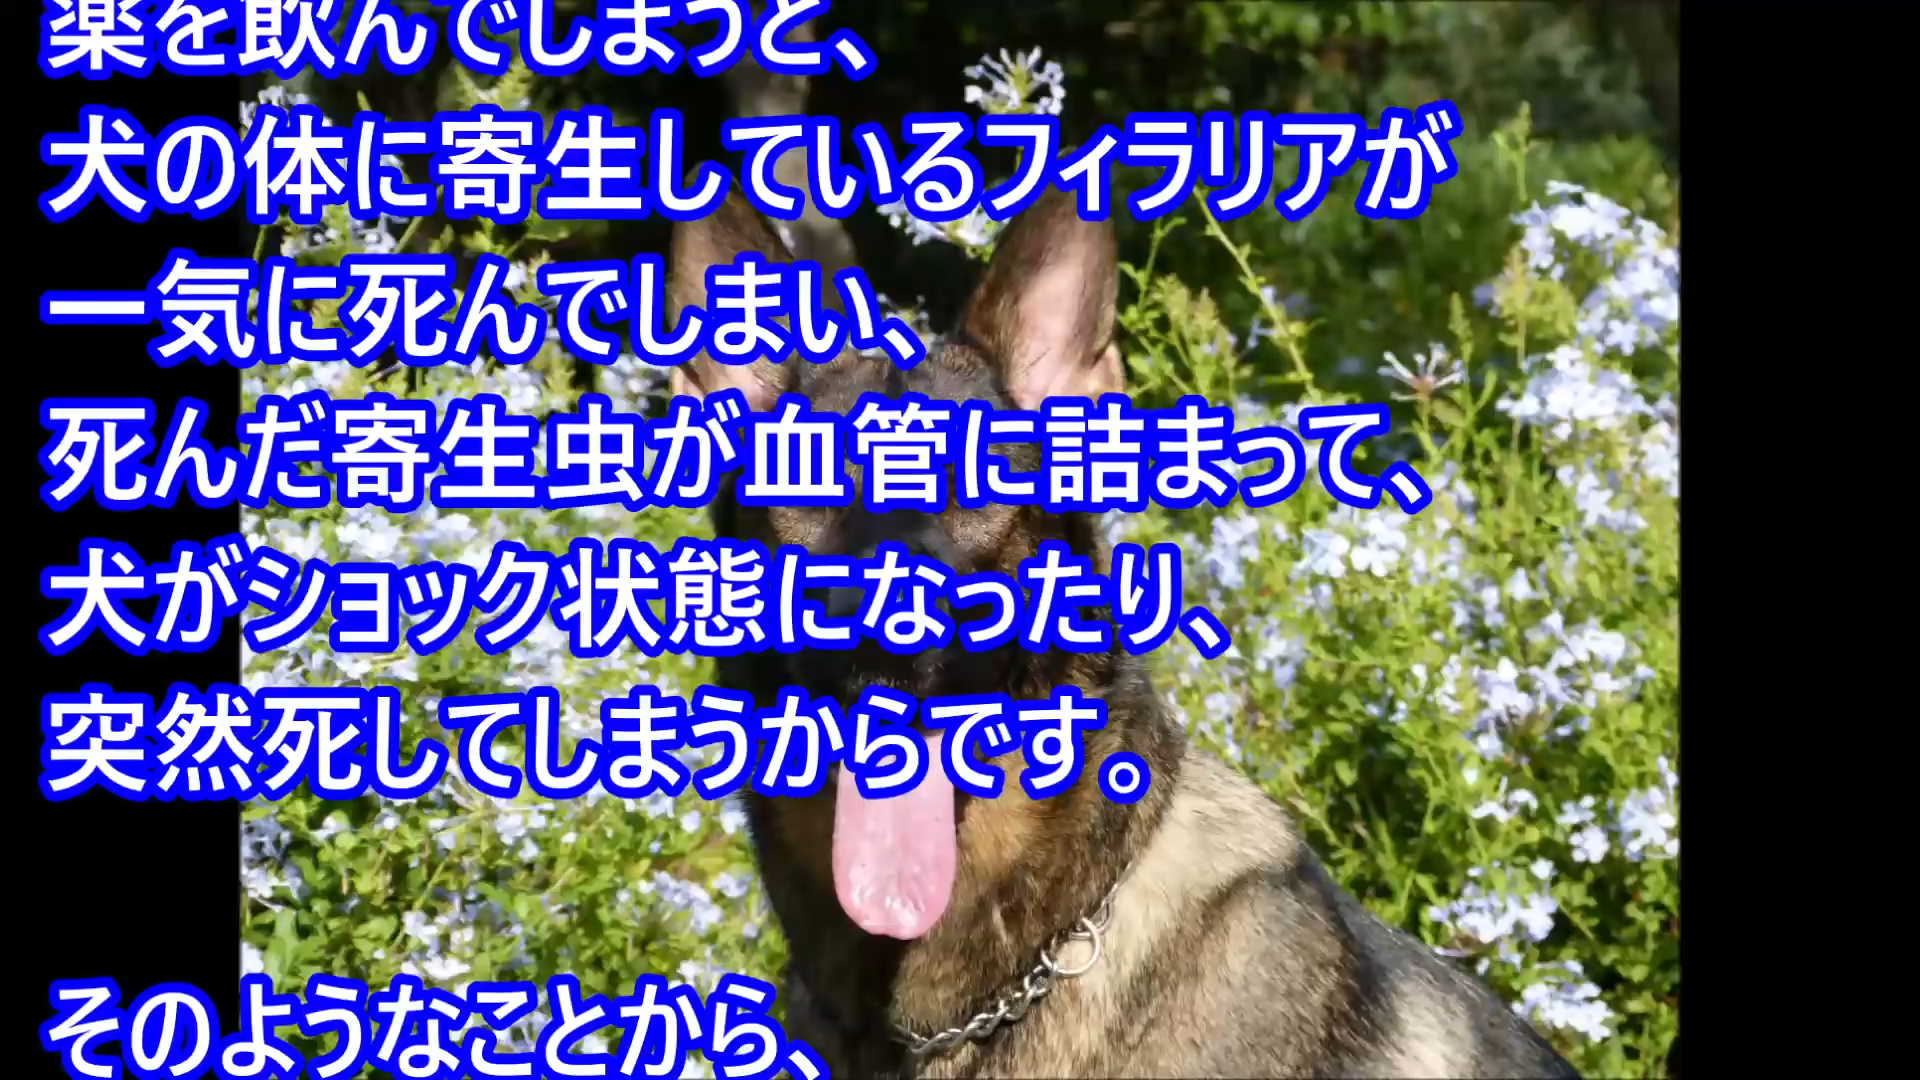 薬を飲んでしまうと、
犬の体に寄生しているフィラリアが
一気に死んでしまい、
死んだ寄生虫が血管に詰まって、
犬がショック状態になったり、
突然死してしまうからです。
そのようなことから、